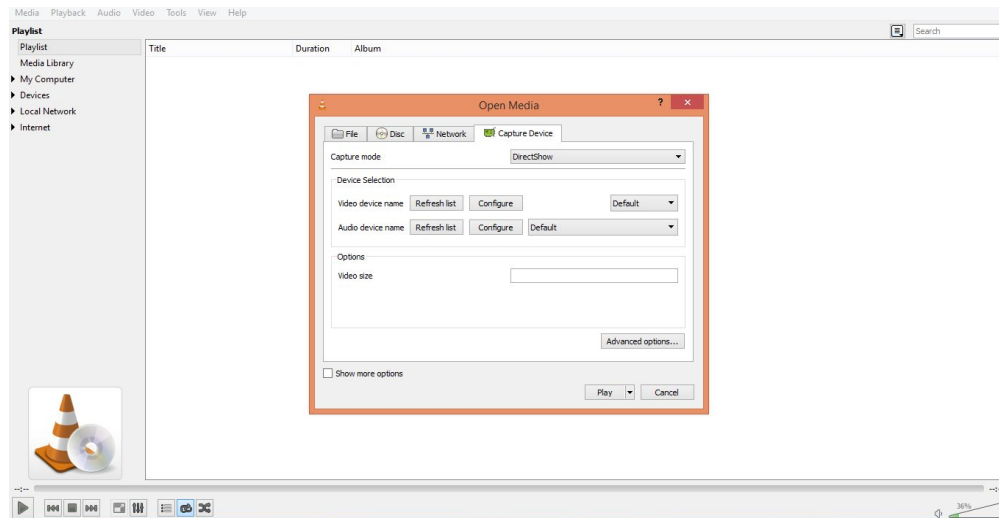 Media Playback Audio Video Tools View Help
Playlist
Search
Playlist
Title Duration Album
Media Library
My Computer
Devices
Local Network
Internet
Open Media
? ×
File Disc Network Capture Device
Capture mode DirectShow
Device Selection
Video device name Refresh list Configure Default
Audio device name Refresh list Configure Default
Options
Video size
Advanced options...
Show more options
Play Cancel
--:-- --:
36%